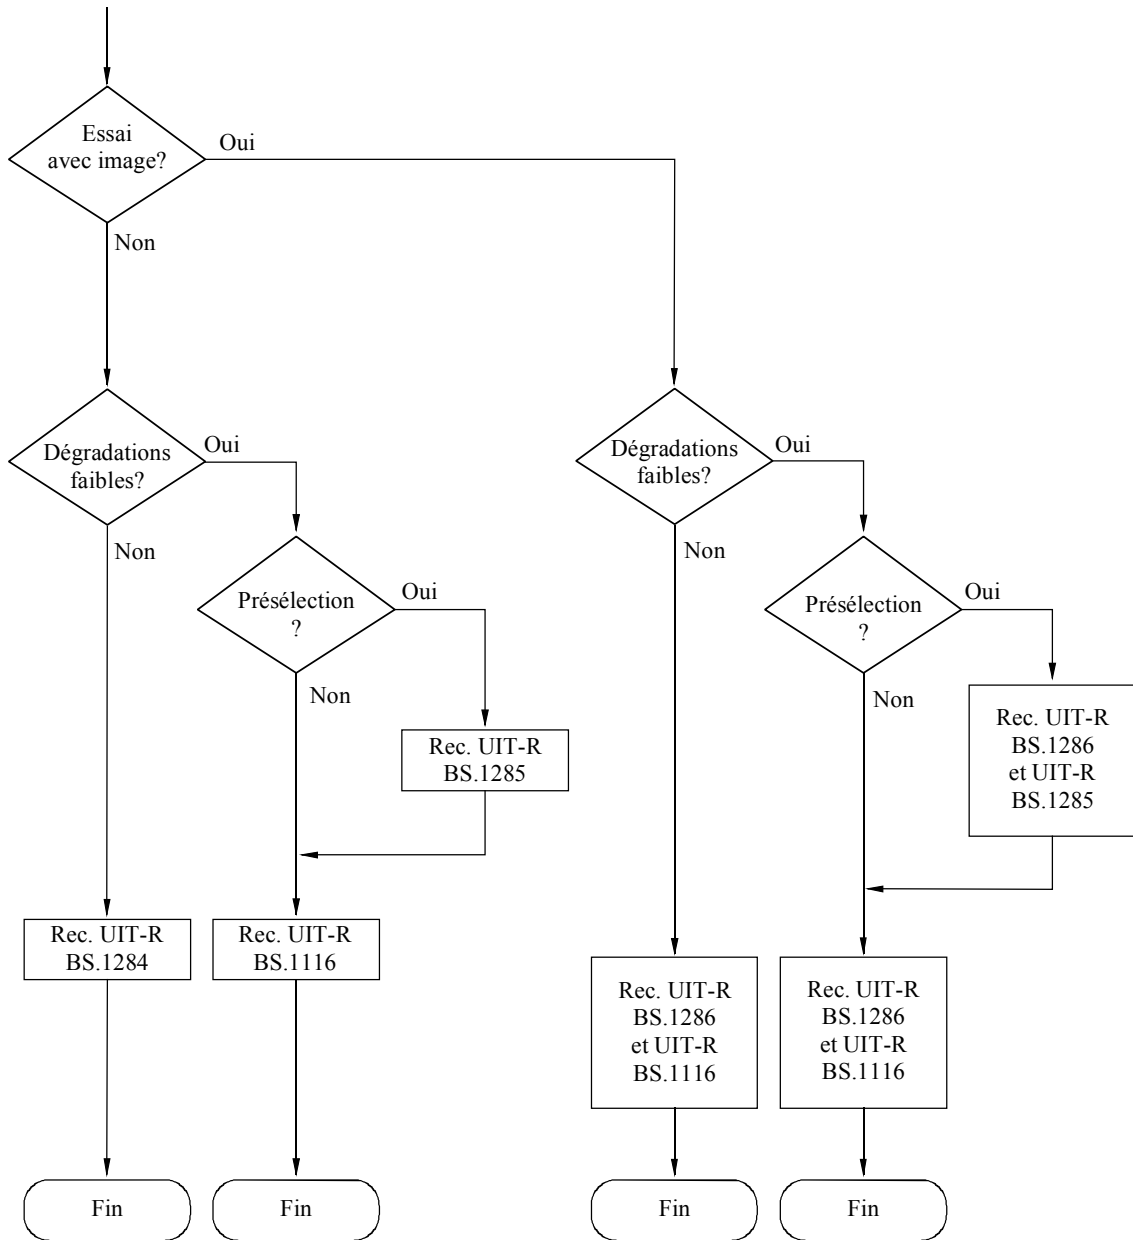 Essai
avec image?
Oui
Non
Dégradations
faibles?
Oui
Non
Présélection
?
Oui
Non
Rec. UIT-R
BS.1285
Rec. UIT-R
BS.1284
Rec. UIT-R
BS.1116
Fin
Fin
Dégradations
faibles?
Oui
Non
Présélection
?
Oui
Non
Rec. UIT-R
BS.1286
et UIT-R
BS.1285
Rec. UIT-R
BS.1286
et UIT-R
BS.1116
Rec. UIT-R
BS.1286
et UIT-R
BS.1116
Fin
Fin